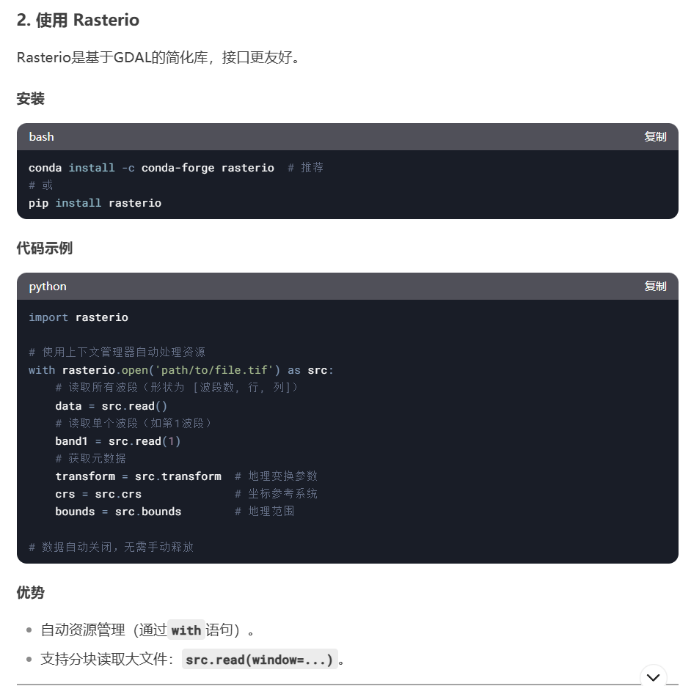 2. 使用 Rasterio
Rasterio是基于GDAL的简化库，接口更友好。
安装
bash 复制
conda install -c conda-forge rasterio  # 推荐
# 或
pip install rasterio
代码示例
python 复制
import rasterio
# 使用上下文管理器自动处理资源
with rasterio.open('path/to/file.tif') as src:
    # 读取所有波段（形状为 [波段数, 行, 列]）
    data = src.read()
    # 读取单个波段（如第1波段）
    band1 = src.read(1)
    # 获取元数据
    transform = src.transform  # 地理变换参数
    crs = src.crs              # 坐标参考系统
    bounds = src.bounds        # 地理范围
# 数据自动关闭，无需手动释放
优势
• 自动资源管理（通过with语句）。
• 支持分块读取大文件：src.read(window=...)。